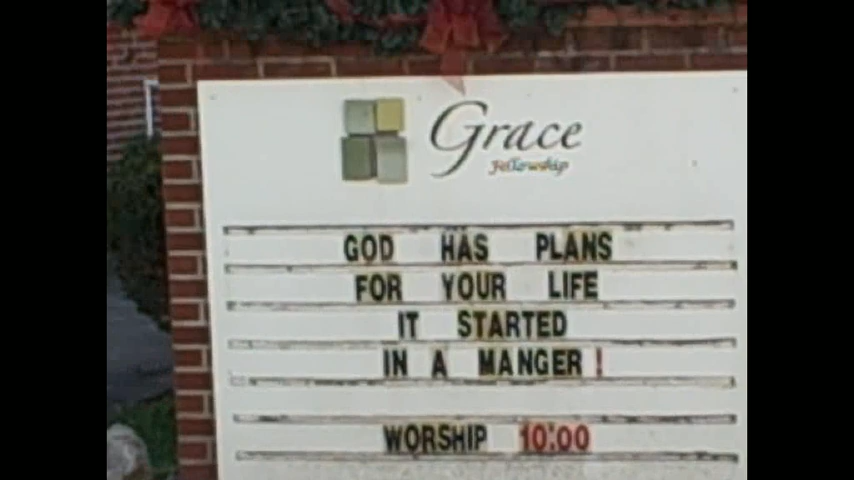 Grace
Fellowship
GOD HAS PLANS
FOR YOUR LIFE
IT STARTED
IN A MANGER!
WORSHIP 10:00